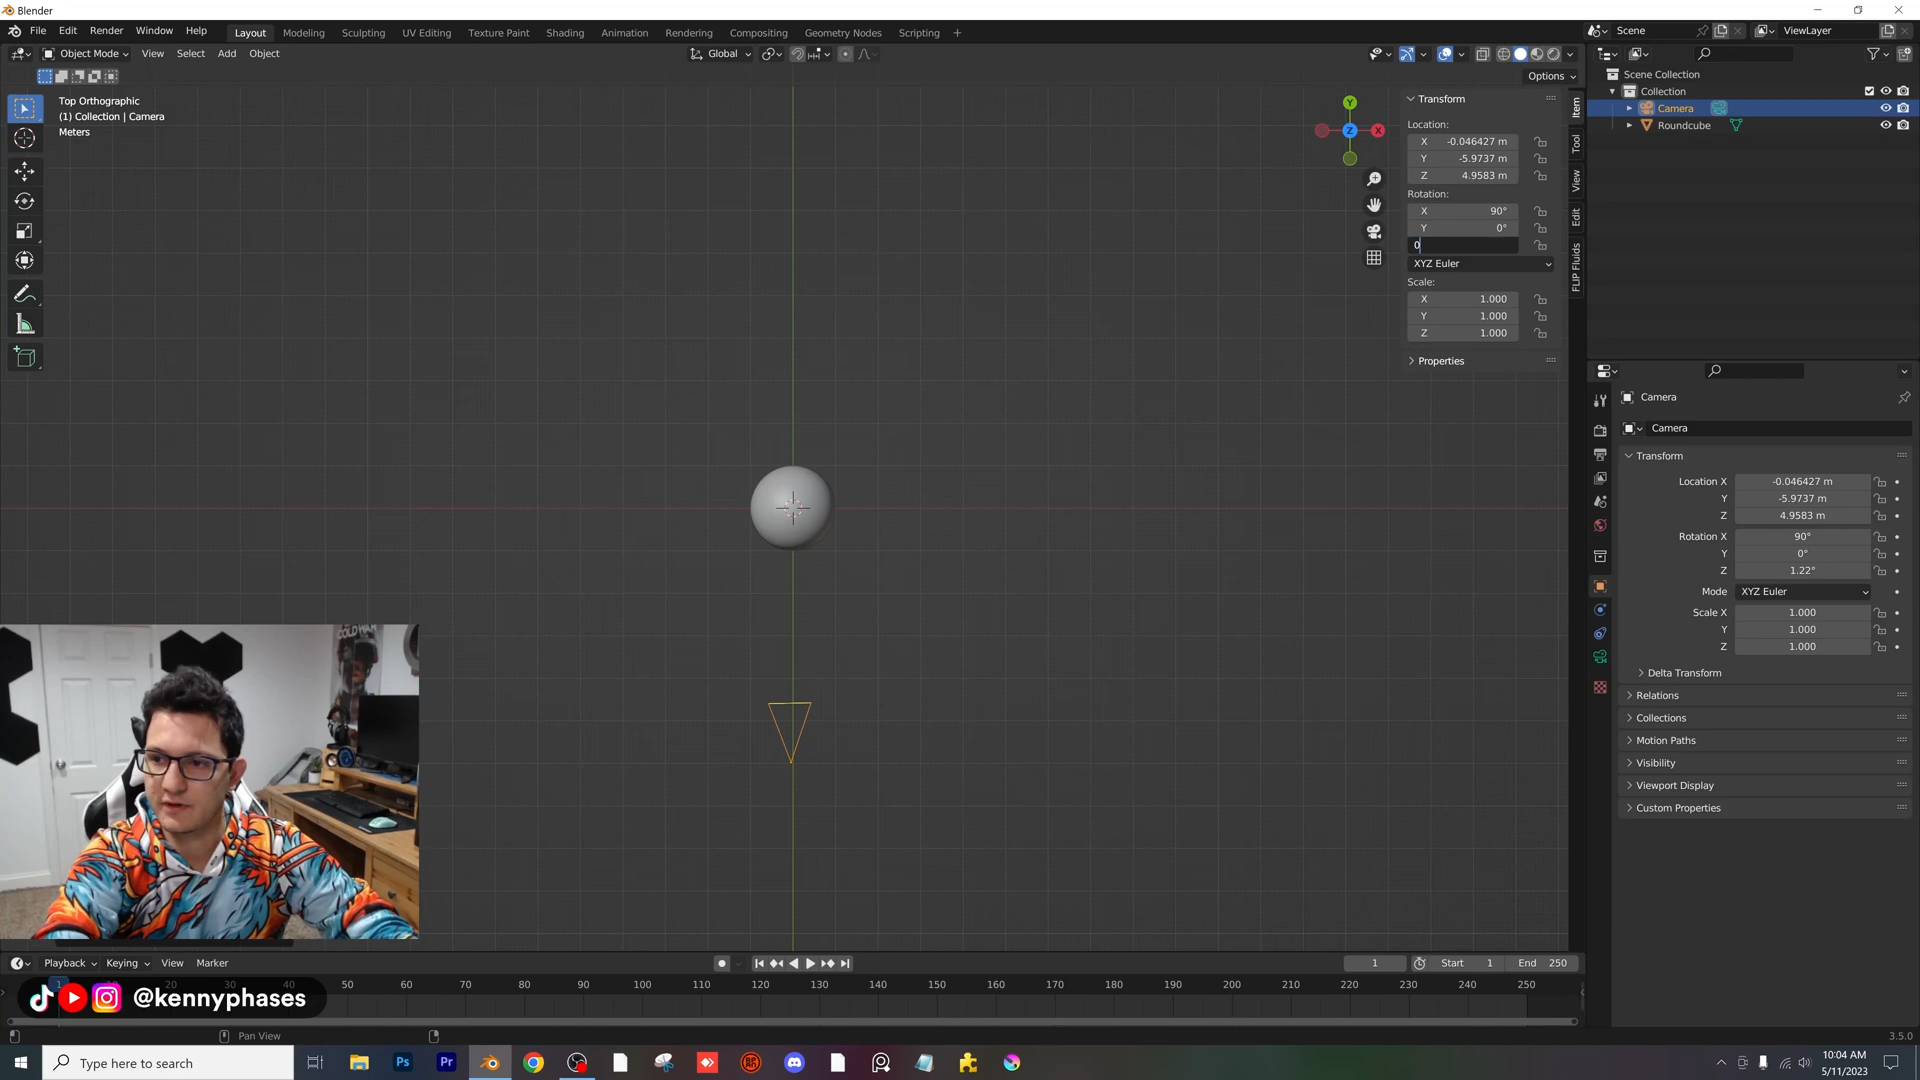 Blender
File Edit Render Window Help Layout Modeling Sculpting UV Editing Texture Paint Shading Animation Rendering Compositing Geometry Nodes Scripting + Scene ViewLayer
Object Mode View Select Add Object Global
Options
Top Orthographic
(1) Collection | Camera
Meters
Y
Z
X
Transform
Location:
X -0.046427 m
Y -5.9737 m
Z 4.9583 m
Rotation:
X 90°
Y 0°
0
XYZ Euler
Scale:
X 1.000
Y 1.000
Z 1.000
Properties
Item
Tool
View
Edit
FLIP Fluids
Scene Collection
Collection
Camera
Roundcube
Camera
Camera
Transform
Location X -0.046427 m
Y -5.9737 m
Z 4.9583 m
Rotation X 90°
Y 0°
Z 1.22°
Mode XYZ Euler
Scale X 1.000
Y 1.000
Z 1.000
Delta Transform
Relations
Collections
Motion Paths
Visibility
Viewport Display
Custom Properties
COLD WAR
Playback Keying View Marker 1 Start 1 End 250
1 50 60 70 80 90 100 110 120 130 140 150 160 170 180 190 200 210 220 230 240 250
@kennyphases
Pan View
3.5.0
Type here to search
Ps
Pr
10:04 AM
5/11/2023